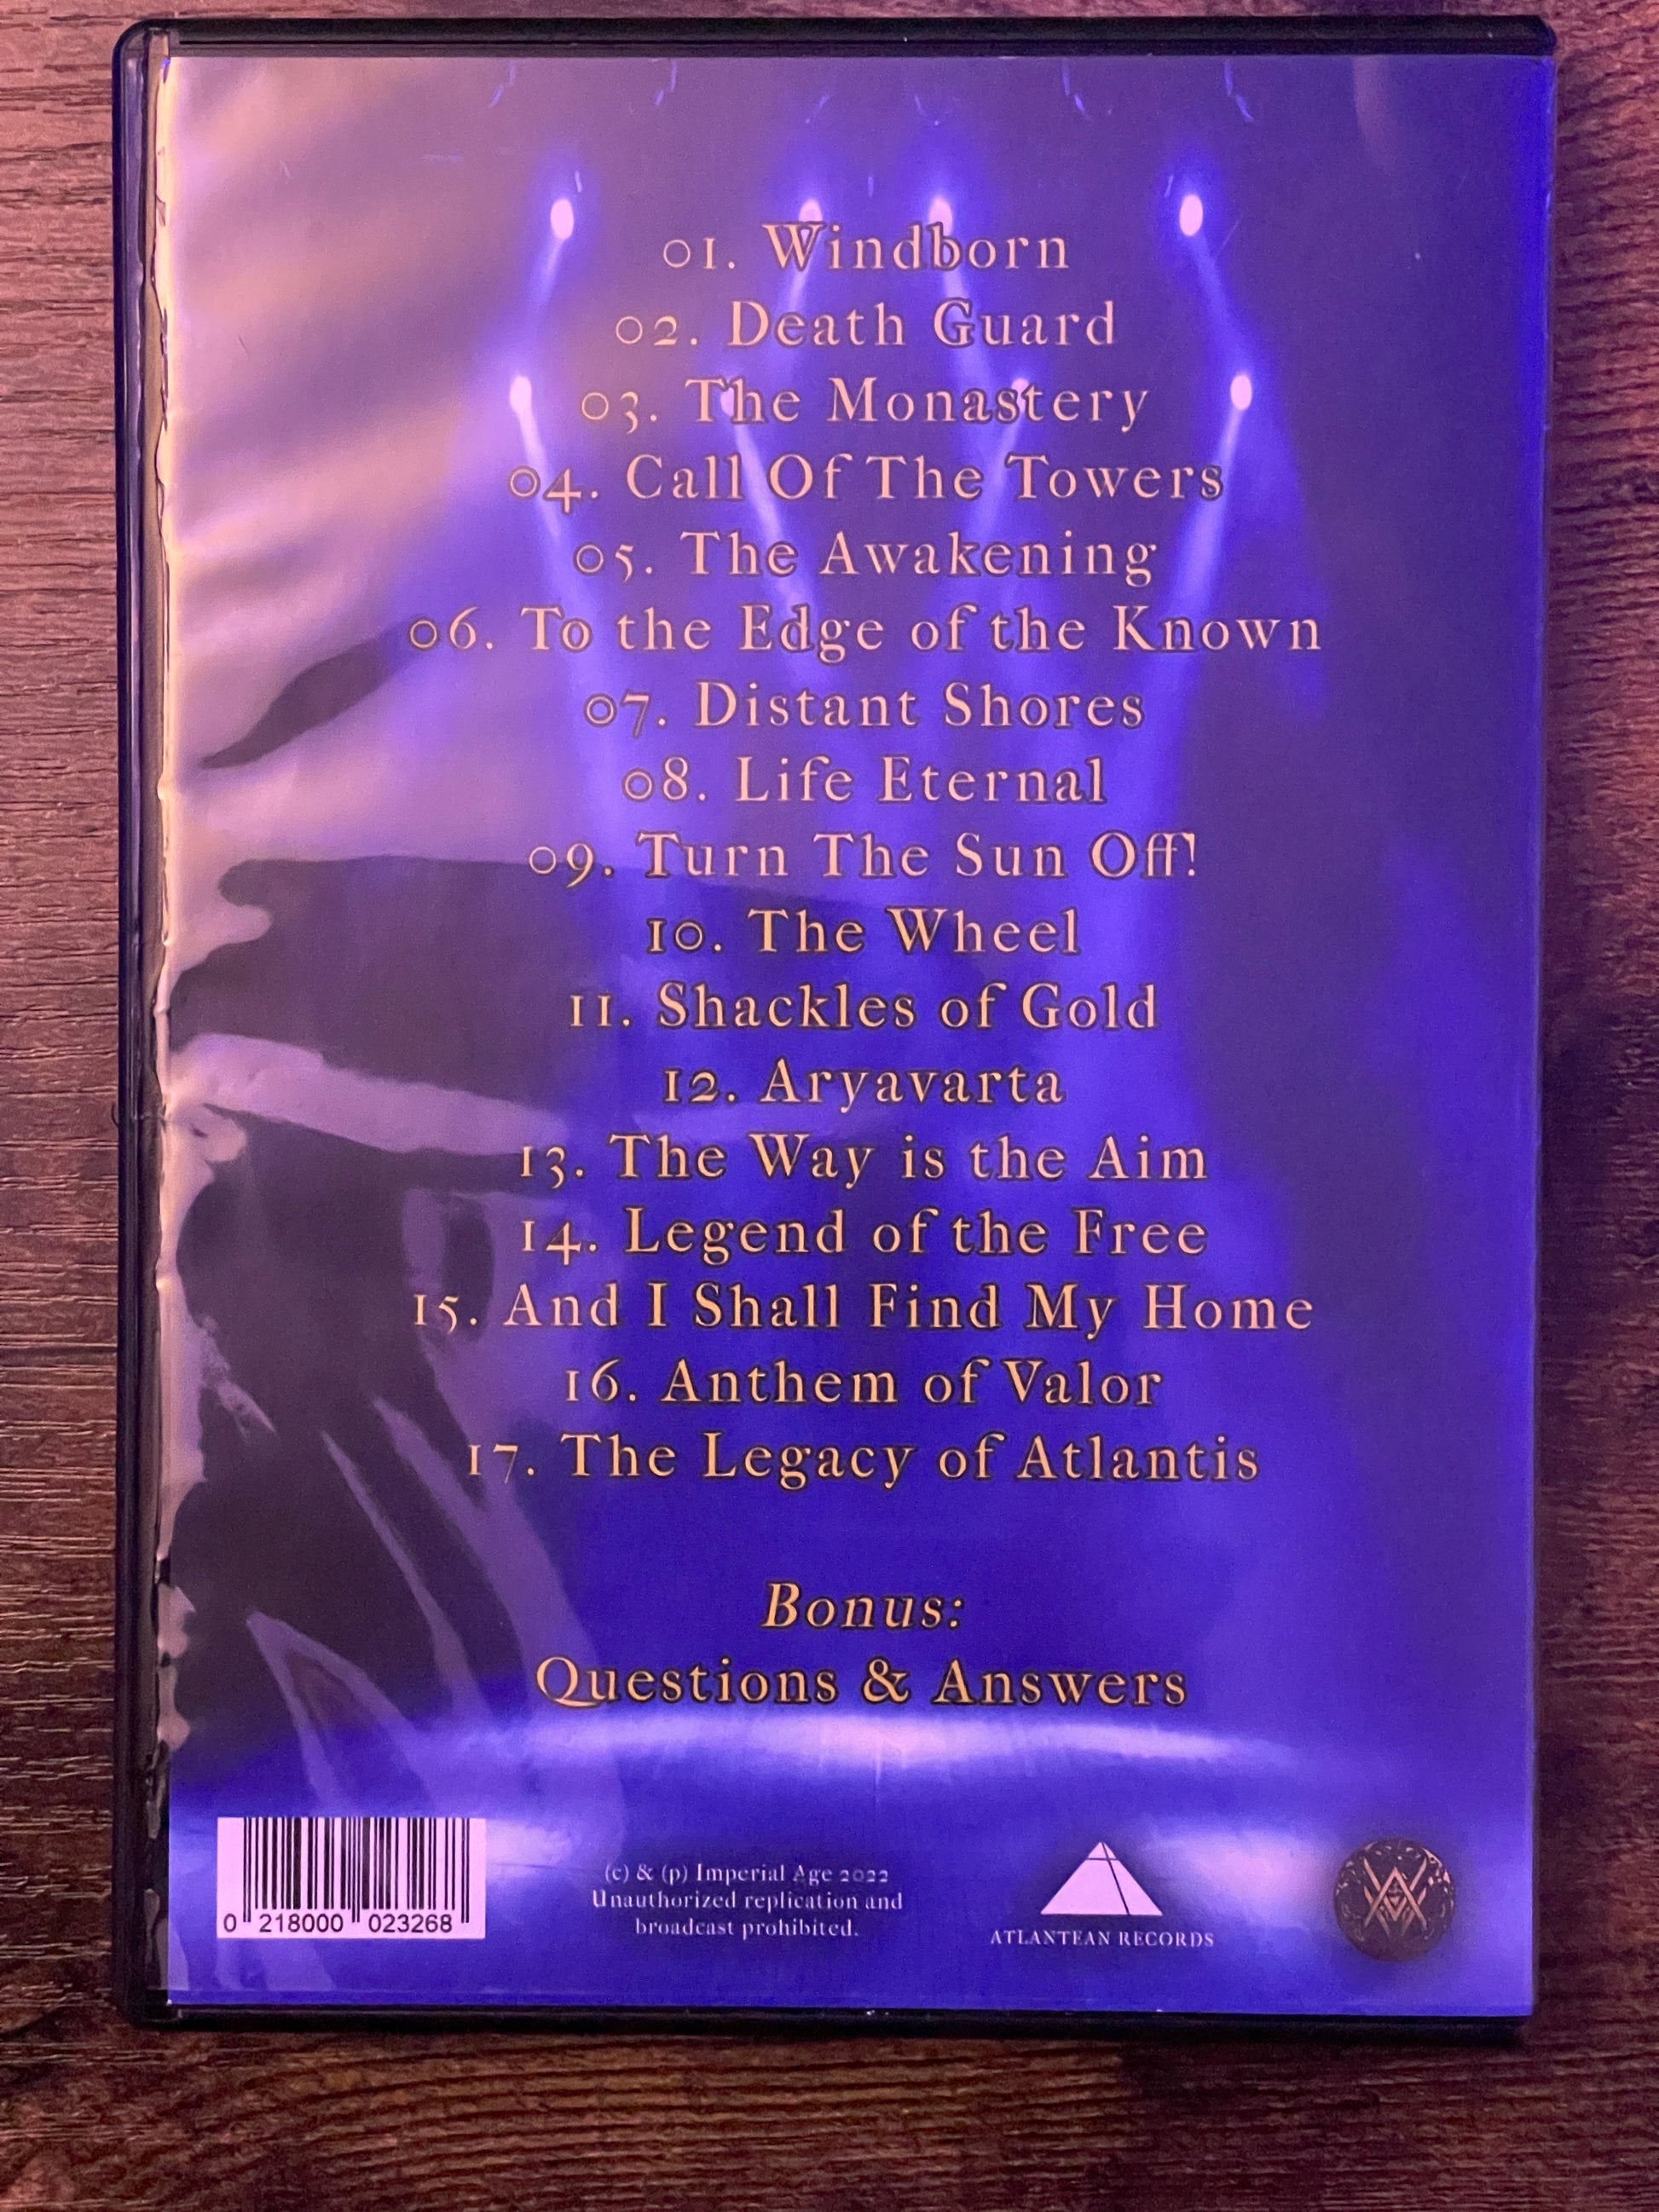 01. Windborn
02. Death Guard
03. The Monastery
04. Call Of The Towers
05. The Awakening
06. To the Edge of the Known
07. Distant Shores
08. Life Eternal
09. Turn The Sun Off!
10. The Wheel
11. Shackles of Gold
12. Aryavarta
13. The Way is the Aim
14. Legend of the Free
15. And I Shall Find My Home
16. Anthem of Valor
17. The Legacy of Atlantis
Bonus:
Questions & Answers
0 218000 023268
(c) & (p) Imperial Age 2022
Unauthorized replication and
broadcast prohibited.
ATLANTEAN RECORDS